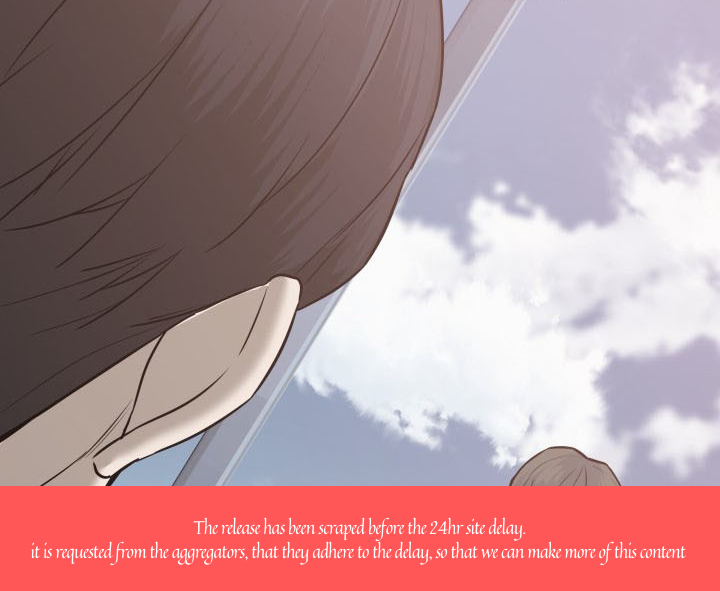 The release has been scraped before the 24hr site delay.
it is requested from the aggregators, that they adhere to the delay, so that we can make more of this content